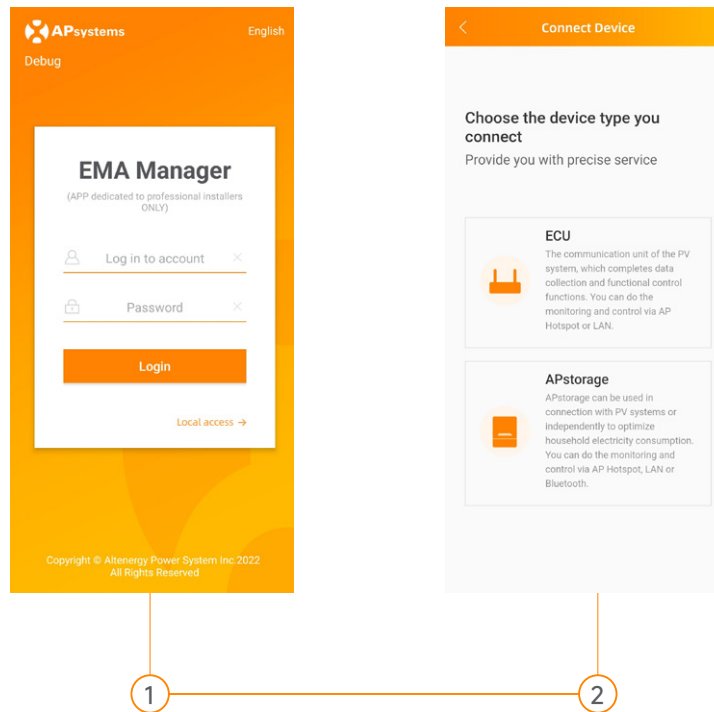 APsystems
English
Debug
EMA Manager
(APP dedicated to professional installers
ONLY)
Log in to account
Password
Login
Local access →
Copyright © Altenergy Power System Inc.2022
All Rights Reserved
1
Connect Device
Choose the device type you
connect
Provide you with precise service
ECU
The communication unit of the PV
system, which completes data
collection and functional control
functions. You can do the
monitoring and control via AP
Hotspot or LAN.
APstorage
APstorage can be used in
connection with PV systems or
independently to optimize
household electricity consumption.
You can do the monitoring and
control via AP Hotspot, LAN or
Bluetooth.
2